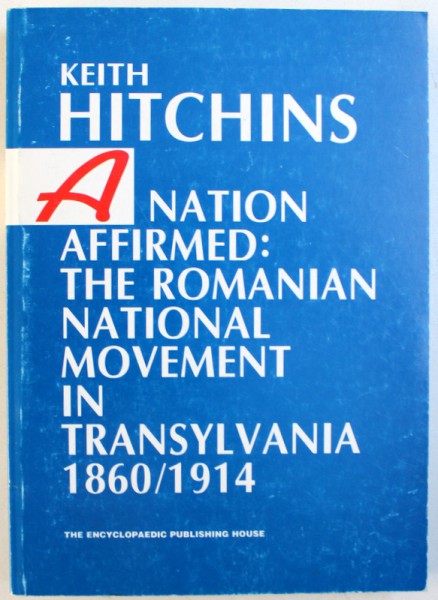 KEITH
HITCHINS
A NATION
AFFIRMED:
THE ROMANIAN
NATIONAL
MOVEMENT
IN
TRANSYLVANIA
1860/1914
THE ENCYCLOPAEDIC PUBLISHING HOUSE